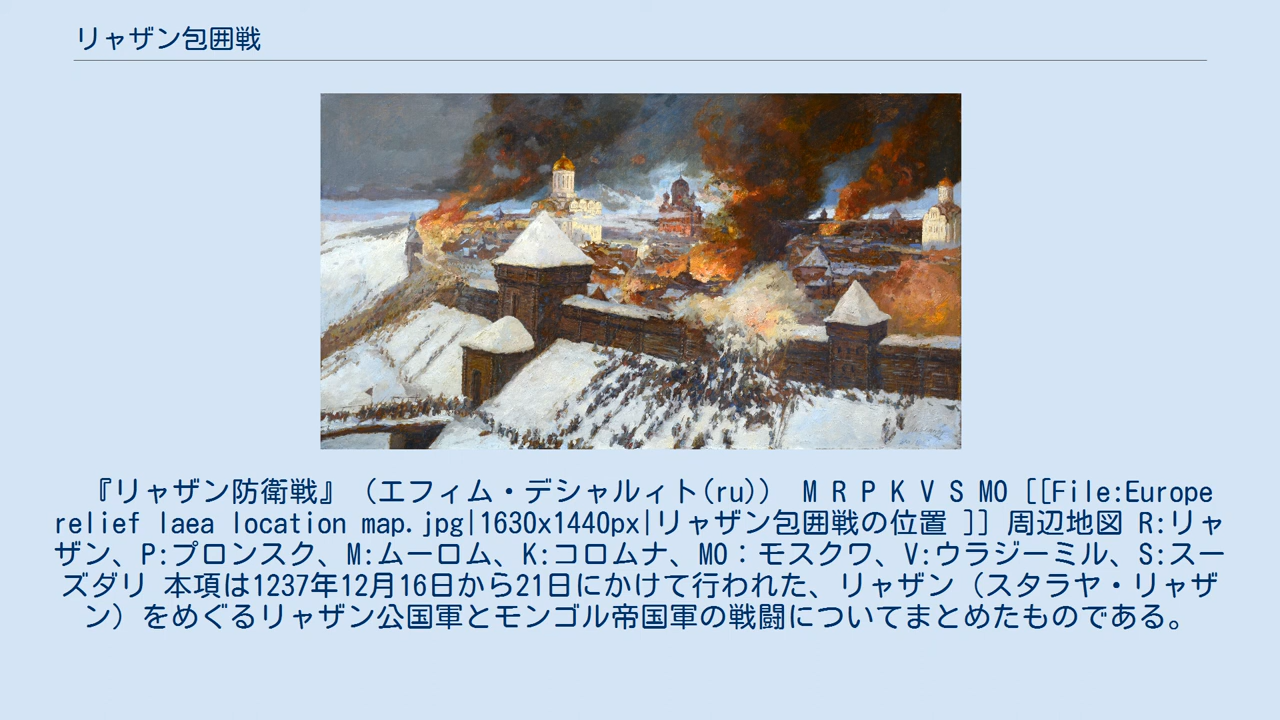 リャザン包囲戦
『リャザン防衛戦』（エフィム・デシャルィト(ru)） M R P K V S MO [[File:Europe
relief laea location map.jpg|1630x1440px|リャザン包囲戦の位置 ]] 周辺地図 R:リャ
ザン、P:プロンスク、M:ムーロム、K:コロムナ、MO：モスクワ、V:ウラジーミル、S:スー
ズダリ 本項は1237年12月16日から21日にかけて行われた、リャザン（スタラヤ・リャザ
ン）をめぐるリャザン公国軍とモンゴル帝国軍の戦闘についてまとめたものである。